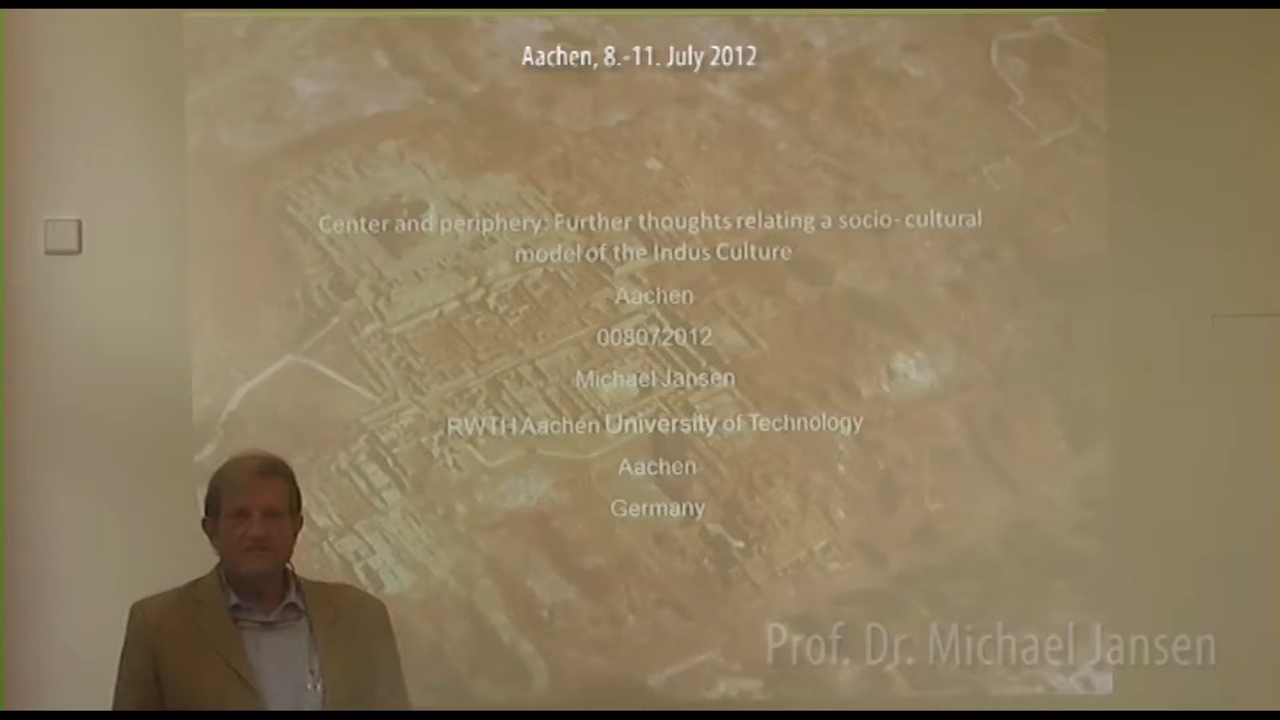 Aachen, 8.-11. July 2012
Center and periphery: Further thoughts relating a socio- cultural
model of the Indus Culture
Aachen
008072012
Michael Jansen
RWTH Aachen University of Technology
Aachen
Germany
Prof. Dr. Michael Jansen